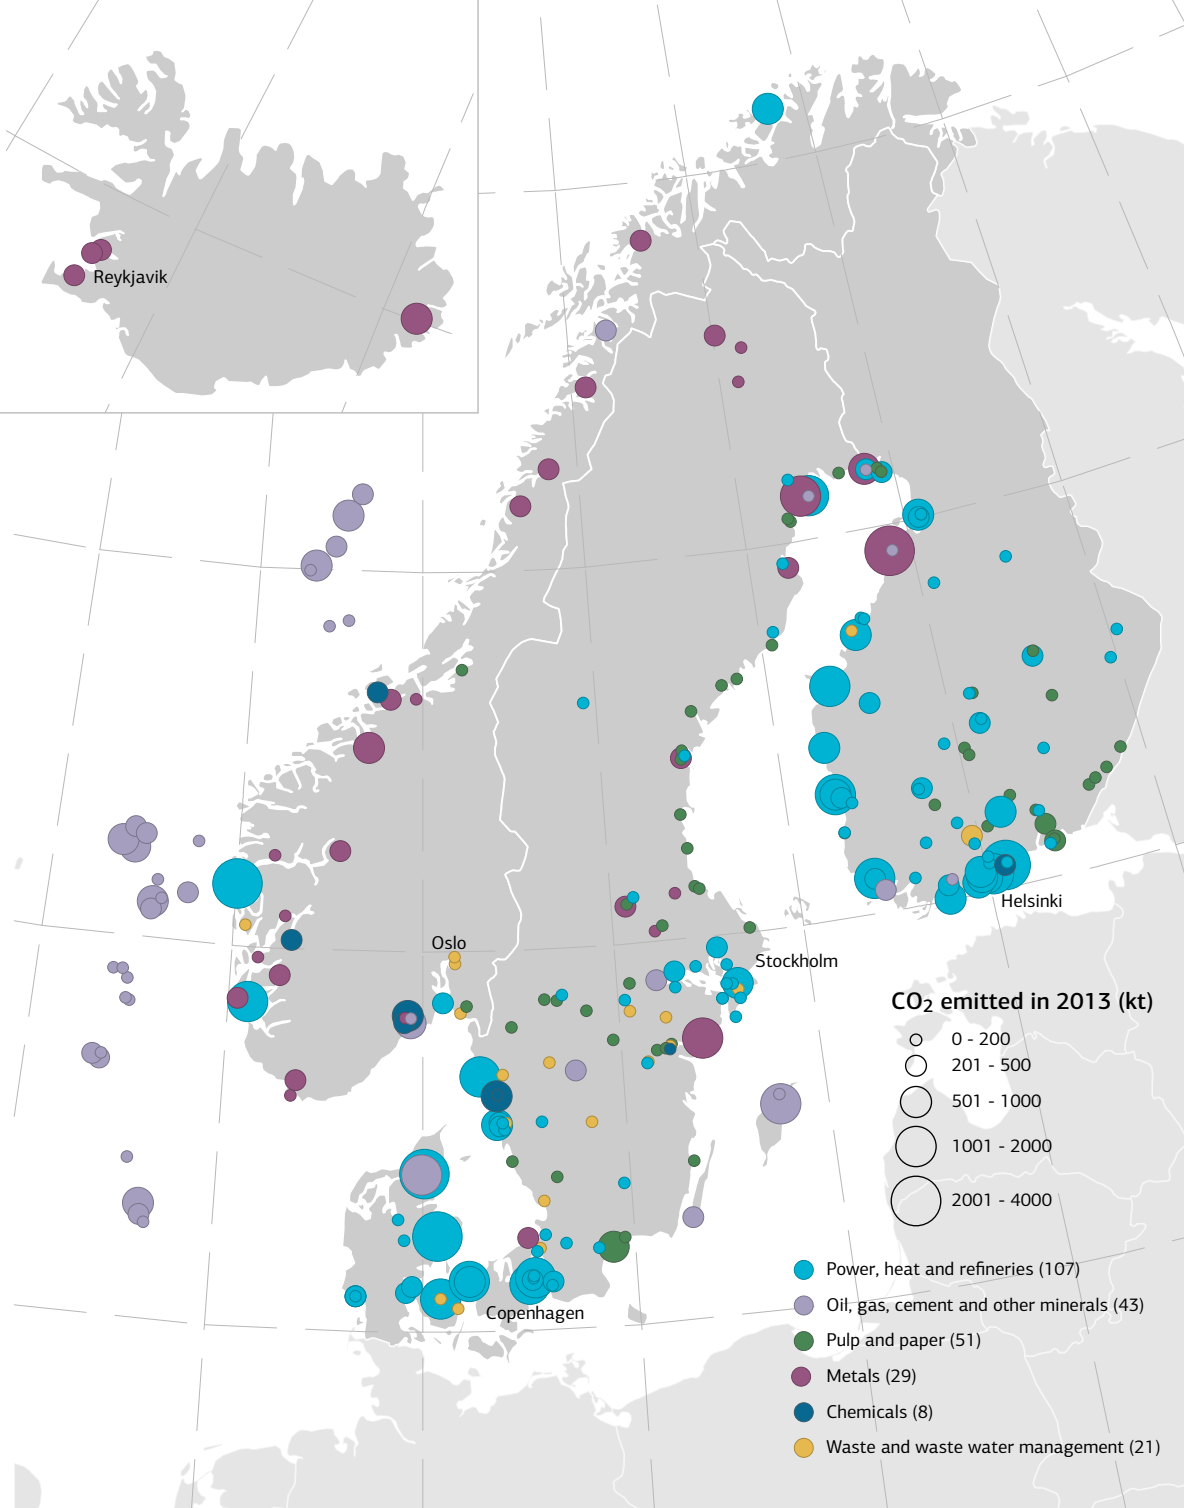 Reykjavik
Helsinki
Oslo
Stockholm
CO2 emitted in 2013 (kt)
0 - 200
201 - 500
501 - 1000
1001 - 2000
2001 - 4000
Power, heat and refineries (107)
Oil, gas, cement and other minerals (43)
Copenhagen
Pulp and paper (51)
Metals (29)
Chemicals (8)
Waste and waste water management (21)